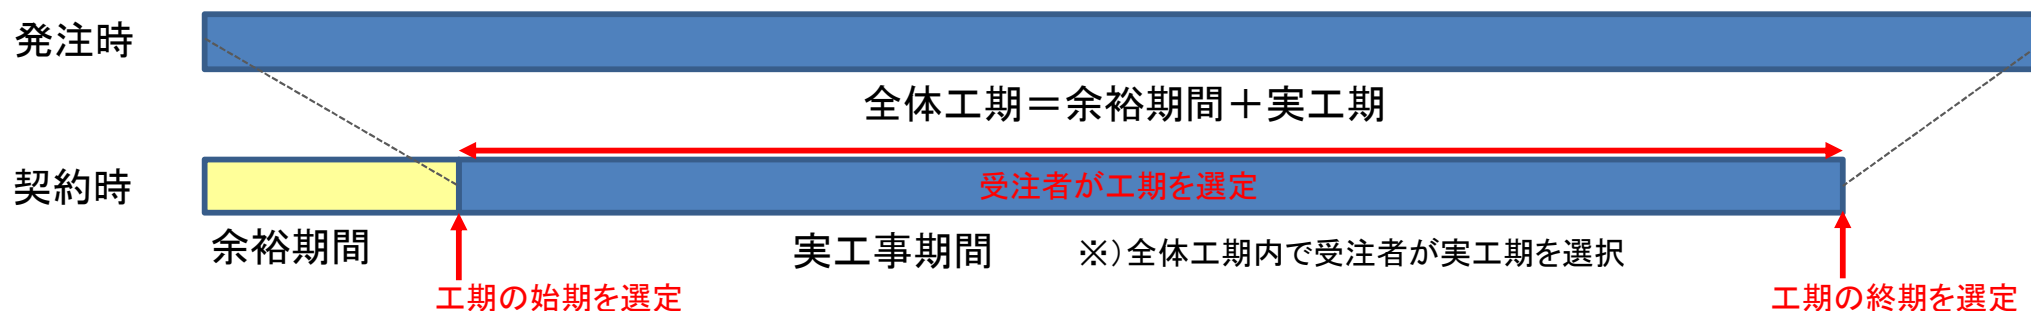 発注時
全体工期＝余裕期間＋実工期
契約時
受注者が工期を選定
余裕期間
実工事期間
※）全体工期内で受注者が実工期を選択
工期の始期を選定
工期の終期を選定